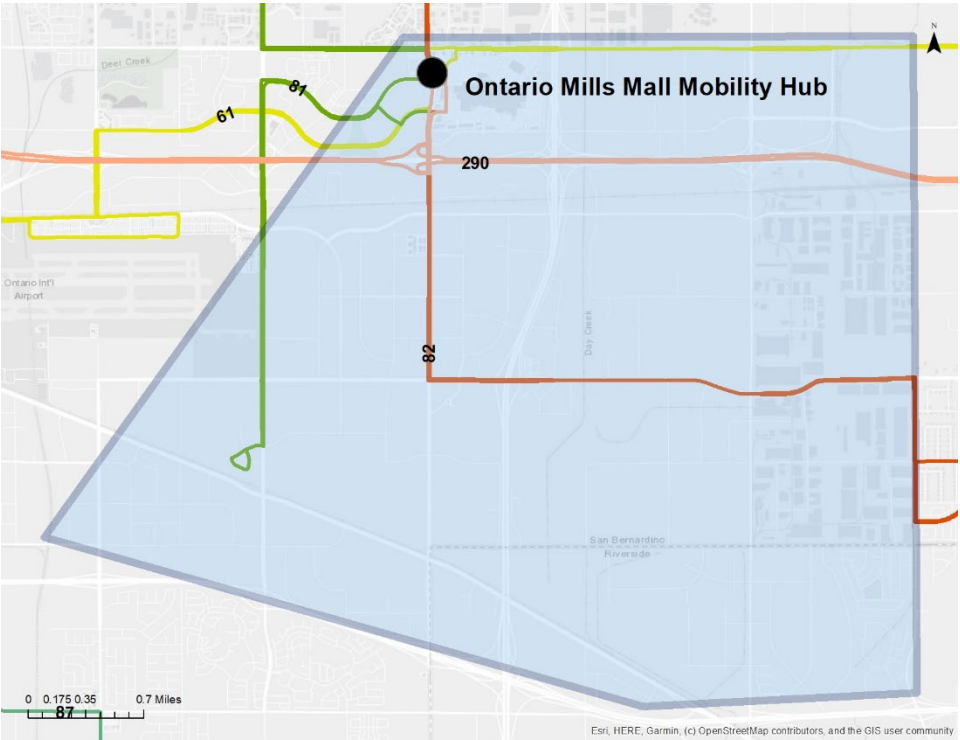 N
Deer Creek
Ontario Mills Mall Mobility Hub
81
61
290
Ontario Int'l
Airport
Day Creek
82
San Bernardino
Riverside
0 0.175 0.35 0.7 Miles
87
Esri, HERE, Garmin, (c) OpenStreetMap contributors, and the GIS user community